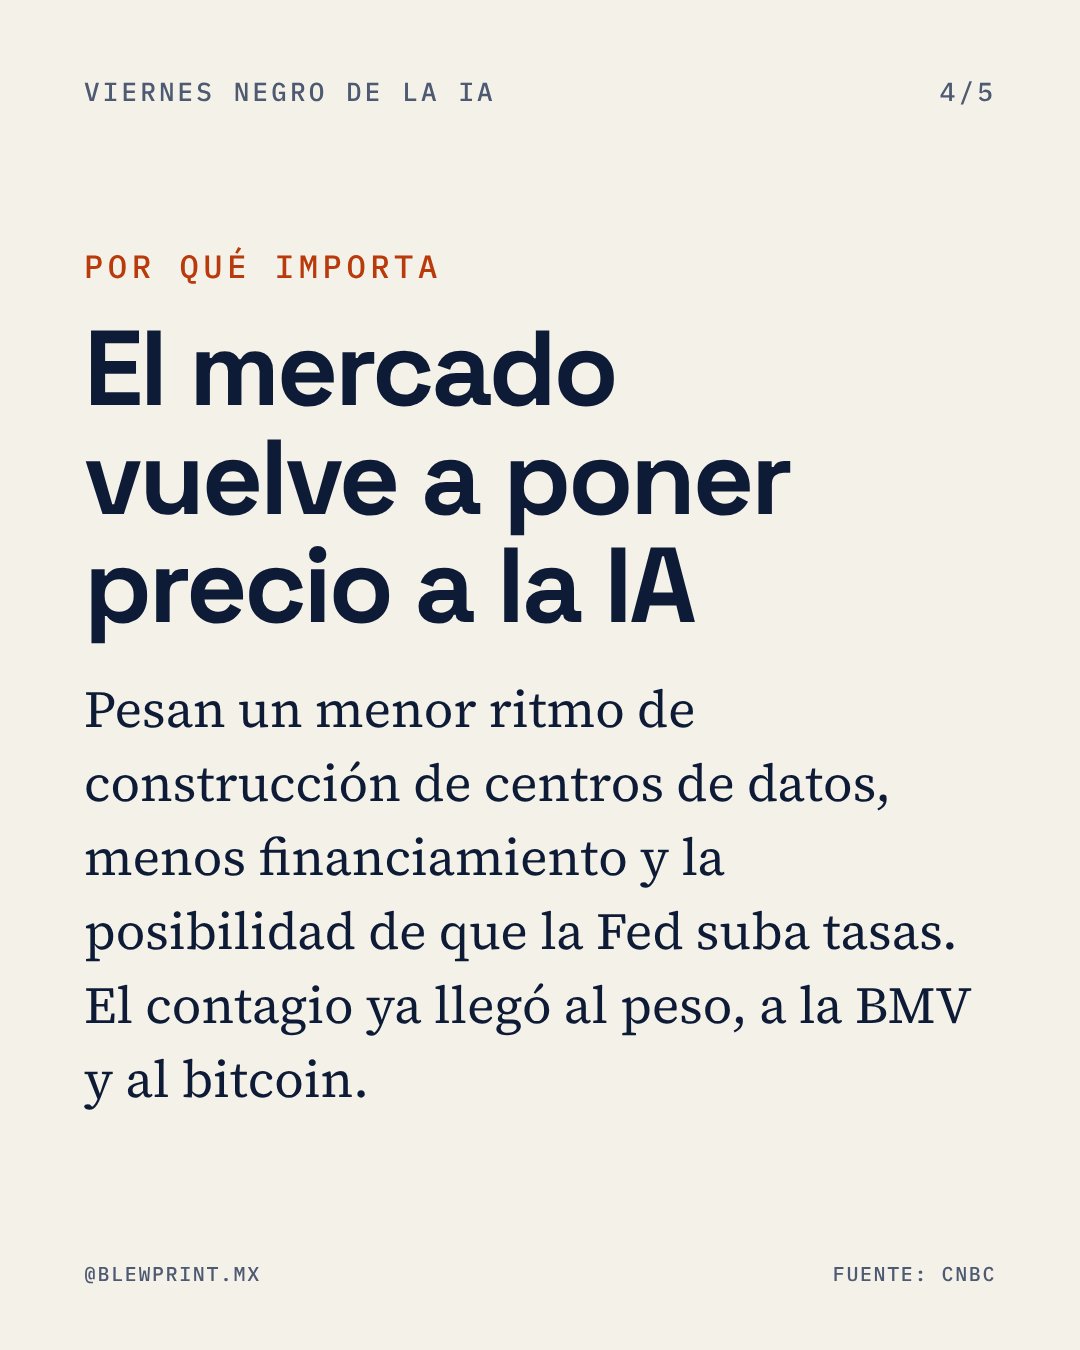 VIERNES NEGRO DE LA IA
4/5
POR QUÉ IMPORTA
El mercado
vuelve a poner
precio a la IA
Pesan un menor ritmo de
construcción de centros de datos,
menos financiamiento y la
posibilidad de que la Fed suba tasas.
El contagio ya llegó al peso, a la BMV
y al bitcoin.
@BLEWPRINT.MX
FUENTE: CNBC